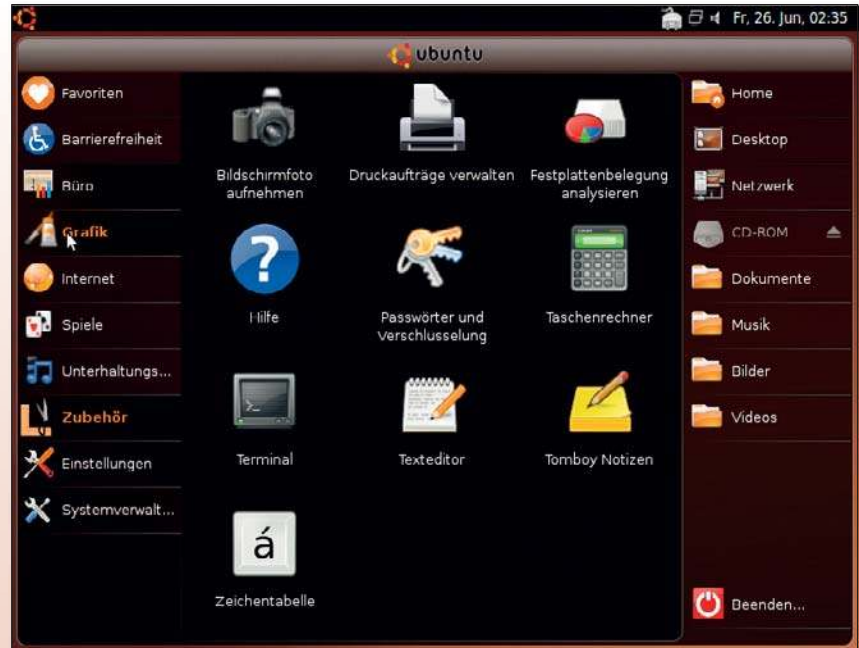 Fr, 26. Jun, 02:35
ubuntu
Favoriten
Barrierefreiheit
Büro
Grafik
Internet
Spiele
Unterhaltungs...
Zubehör
Einstellungen
Systemverwalt...
Bildschirmfoto
aufnehmen
Druckaufträge verwalten
Festplattenbelegung
analysieren
Hilfe
Passwörter und
Verschlüsselung
Taschenrechner
Terminal
Texteditor
Tomboy Notizen
á
Zeichentabelle
Home
Desktop
Netzwerk
CD-ROM
Dokumente
Musik
Bilder
Videos
Beenden...